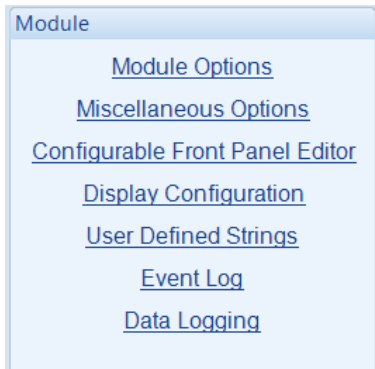 Module
Module Options
Miscellaneous Options
Configurable Front Panel Editor
Display Configuration
User Defined Strings
Event Log
Data Logging